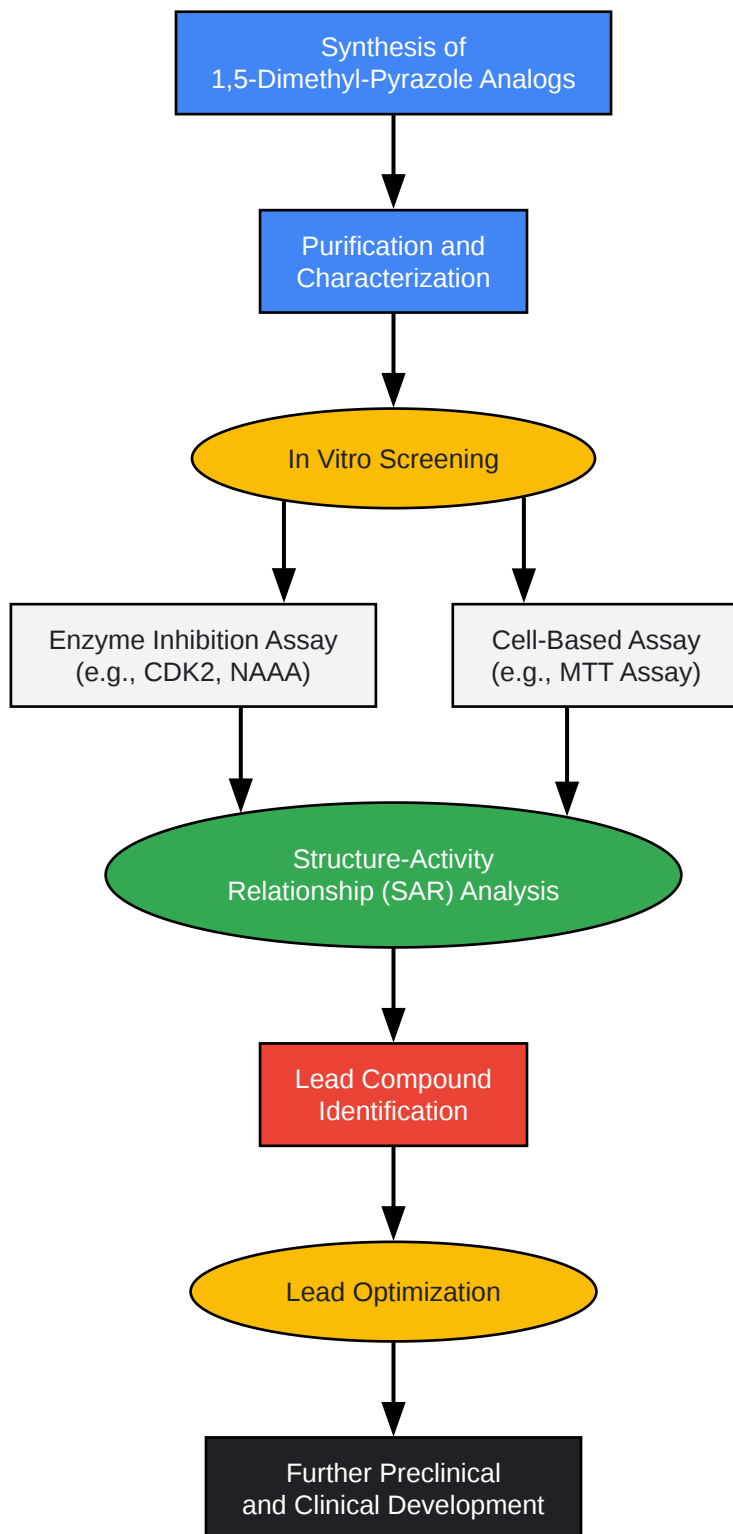 Synthesis of
1,5-Dimethyl-Pyrazole Analogs
Purification and
Characterization
In Vitro Screening
Enzyme Inhibition Assay
(e.g., CDK2, NAAA)
Cell-Based Assay
(e.g., MTT Assay)
Structure-Activity
Relationship (SAR) Analysis
Lead Compound
Identification
Lead Optimization
Further Preclinical
and Clinical Development